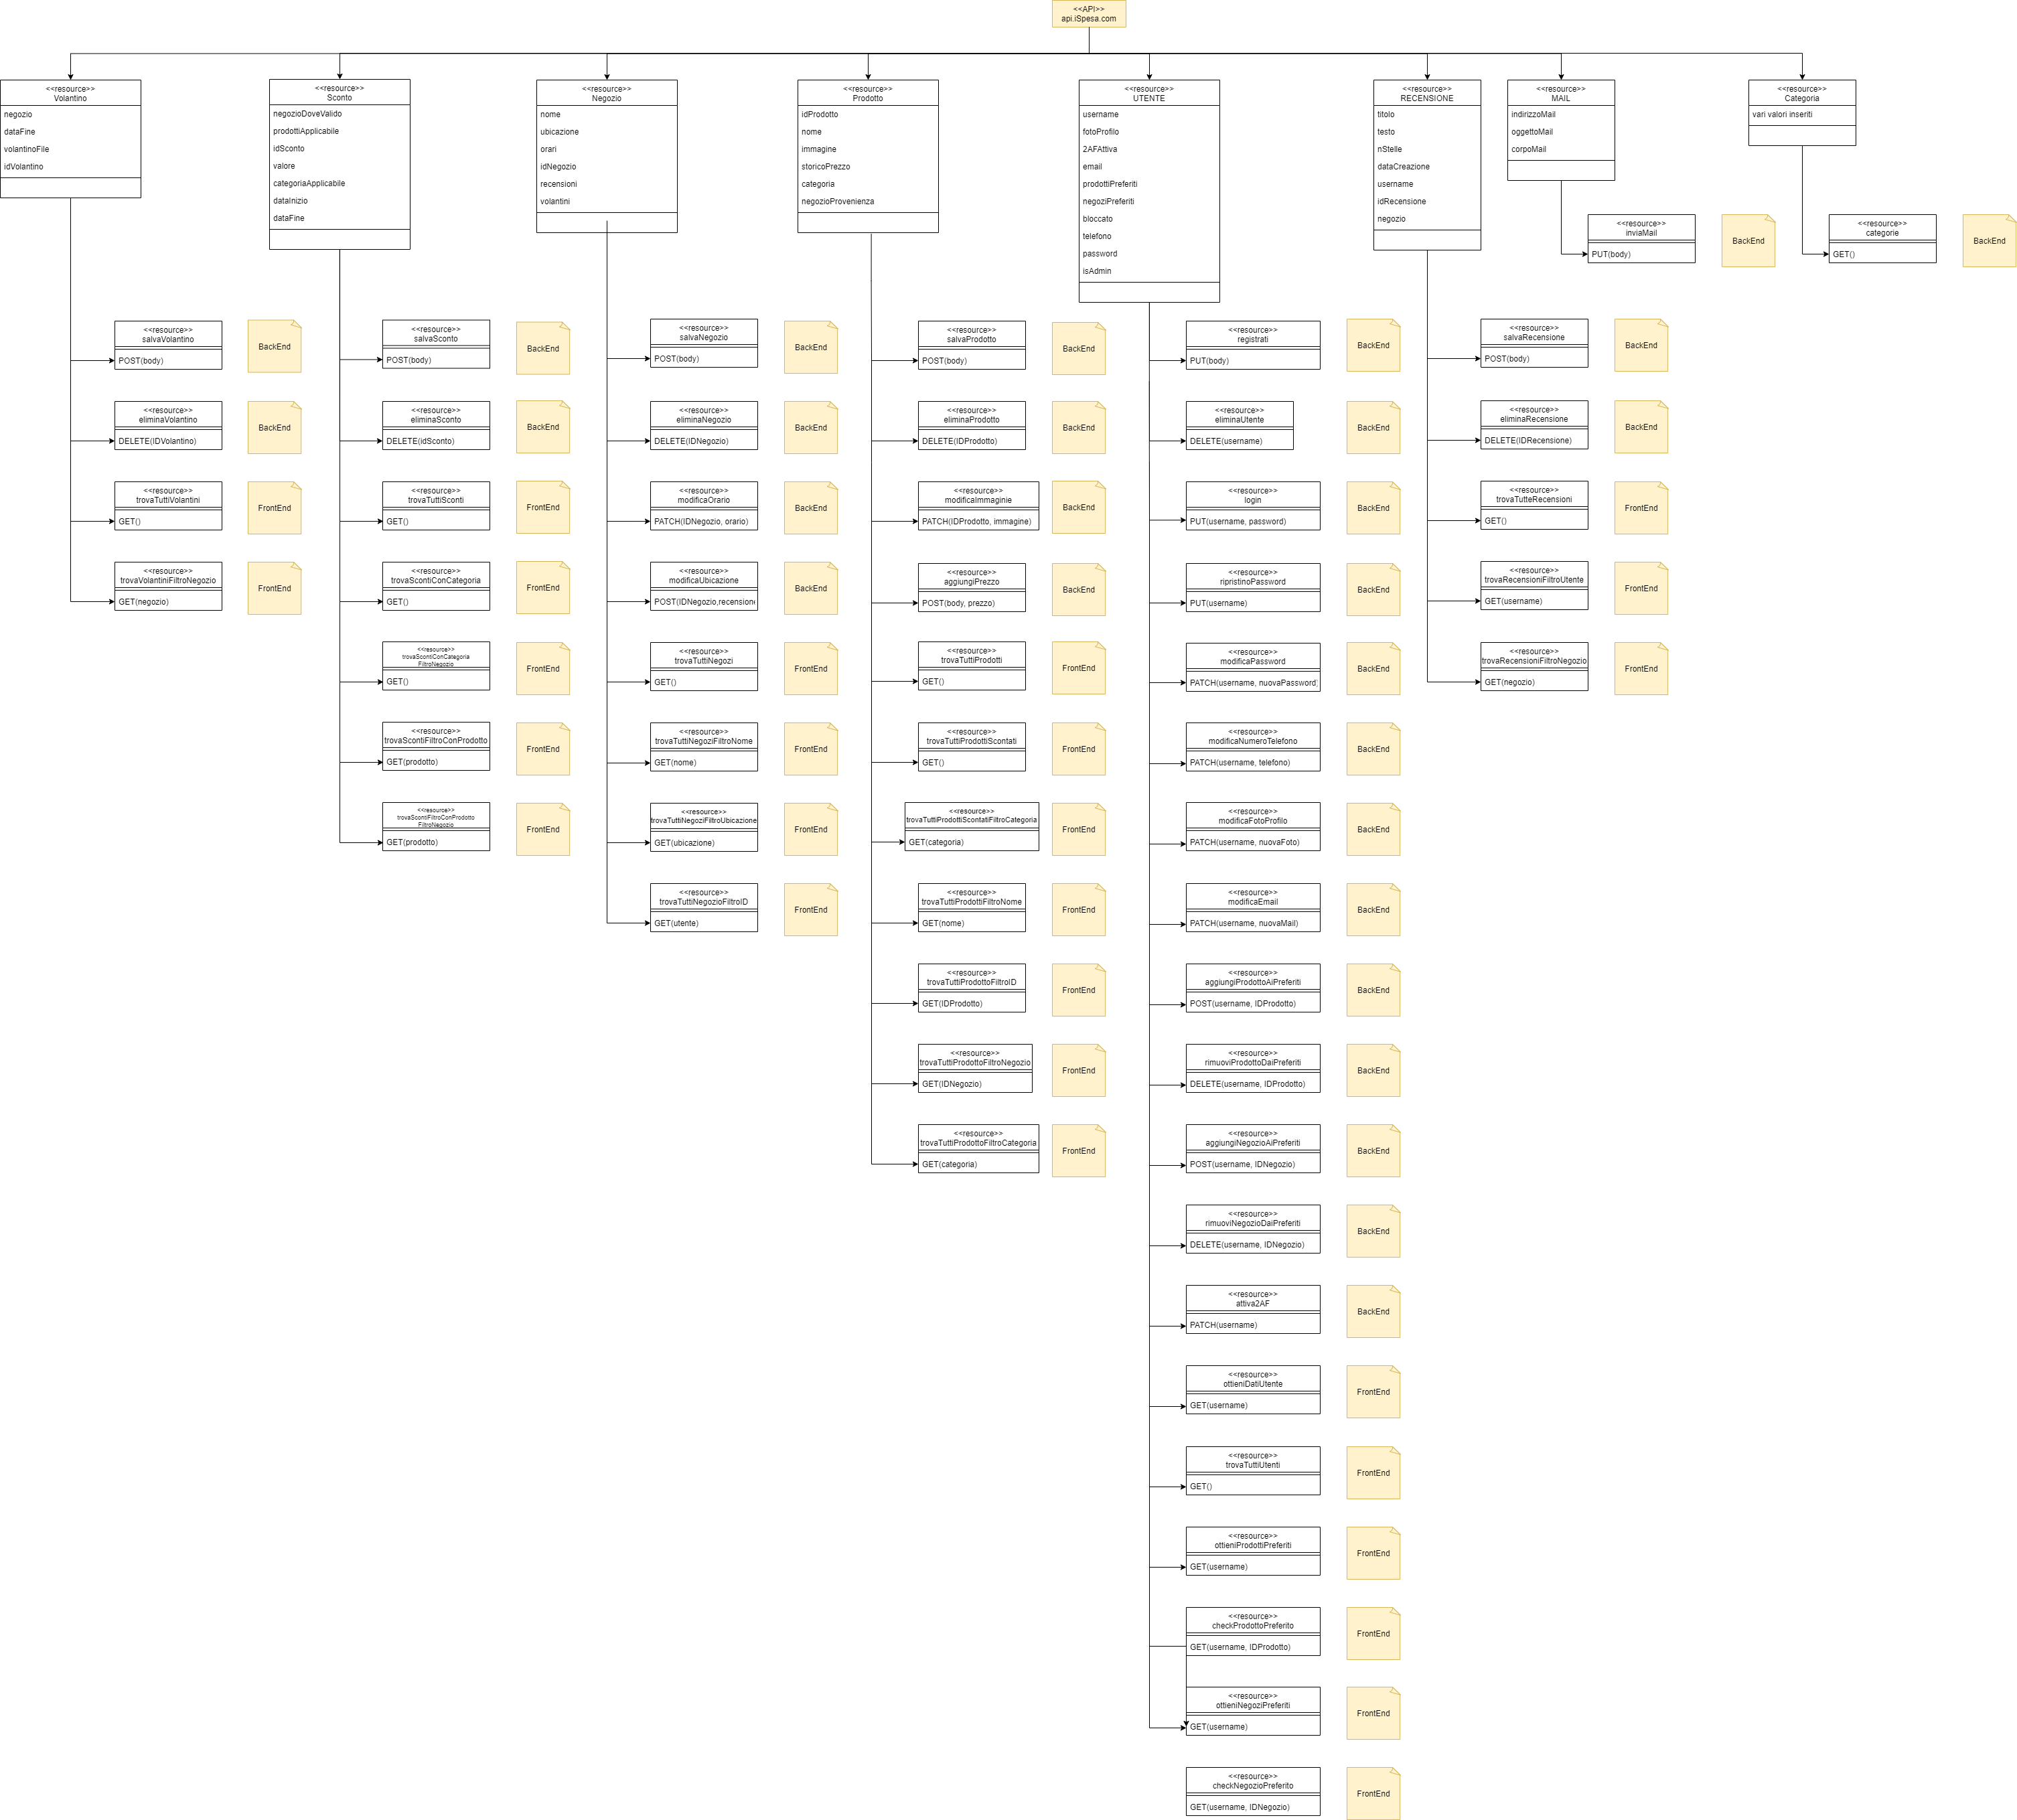 <<API>>
api.iSpesa.com
<<resource>>
Volantino
negozio
dataFine
volantinoFile
idVolantino
<<resource>>
Sconto
negozioDoveValido
prodottiApplicabile
idSconto
valore
categoriaApplicabile
dataInizio
dataFine
<<resource>>
Negozio
nome
ubicazione
orari
idNegozio
recensioni
volantini
<<resource>>
Prodotto
idProdotto
nome
immagine
storicoPrezzo
categoria
negozioProvenienza
<<resource>>
UTENTE
username
fotoProfilo
2AFAttiva
email
prodottiPreferiti
negoziPreferiti
bloccato
telefono
password
isAdmin
<<resource>>
RECENSIONE
titolo
testo
nStelle
dataCreazione
username
idRecensione
negozio
<<resource>>
MAIL
indirizzoMail
oggettoMail
corpoMail
<<resource>>
Categoria
vari valori inseriti
<<resource>>
inviaMail
PUT(body)
BackEnd
<<resource>>
categorie
GET()
BackEnd
<<resource>>
salvaVolantino
POST(body)
BackEnd
<<resource>>
eliminaVolantino
DELETE(IDVolantino)
BackEnd
<<resource>>
trovaTuttiVolantini
GET()
FrontEnd
<<resource>>
trovaVolantiniFiltroNegozio
GET(negozio)
FrontEnd
<<resource>>
salvaSconto
POST(body)
BackEnd
<<resource>>
eliminaSconto
DELETE(idSconto)
BackEnd
<<resource>>
trovaTuttiSconti
GET()
FrontEnd
<<resource>>
trovaScontiConCategoria
GET()
FrontEnd
<<resource>>
trovaScontiConCategoria
FiltroNegozio
GET()
FrontEnd
<<resource>>
trovaScontiFiltroConProdotto
GET(prodotto)
FrontEnd
<<resource>>
trovaScontiFiltroConProdotto
FiltroNegozio
GET(prodotto)
FrontEnd
<<resource>>
salvaNegozio
POST(body)
BackEnd
<<resource>>
eliminaNegozio
DELETE(IDNegozio)
BackEnd
<<resource>>
modificaOrario
PATCH(IDNegozio, orario)
BackEnd
<<resource>>
modificaUbicazione
POST(IDNegozio,recensione
BackEnd
<<resource>>
trovaTuttiNegozi
GET()
FrontEnd
<<resource>>
trovaTuttiNegoziFiltroNome
GET(nome)
FrontEnd
<<resource>>
trovaTuttiNegoziFiltroUbicazione
GET(ubicazione)
FrontEnd
<<resource>>
trovaTuttiNegozioFiltroID
GET(utente)
FrontEnd
<<resource>>
salvaProdotto
POST(body)
BackEnd
<<resource>>
eliminaProdotto
DELETE(IDProdotto)
BackEnd
<<resource>>
modificaImmaginie
PATCH(IDProdotto, immagine)
BackEnd
<<resource>>
aggiungiPrezzo
POST(body, prezzo)
BackEnd
<<resource>>
trovaTuttiProdotti
GET()
FrontEnd
<<resource>>
trovaTuttiProdottiScontati
GET()
FrontEnd
<<resource>>
trovaTuttiProdottiScontatiFiltroCategoria
GET(categoria)
FrontEnd
<<resource>>
trovaTuttiProdottiFiltroNome
GET(nome)
FrontEnd
<<resource>>
trovaTuttiProdottoFiltroID
GET(IDProdotto)
FrontEnd
<<resource>>
trovaTuttiProdottoFiltroNegozio
GET(IDNegozio)
FrontEnd
<<resource>>
trovaTuttiProdottoFiltroCategoria
GET(categoria)
FrontEnd
<<resource>>
registrati
PUT(body)
BackEnd
<<resource>>
eliminaUtente
DELETE(username)
BackEnd
<<resource>>
login
PUT(username, password)
BackEnd
<<resource>>
ripristinoPassword
PUT(username)
BackEnd
<<resource>>
modificaPassword
PATCH(username, nuovaPassword)
BackEnd
<<resource>>
modificaNumeroTelefono
PATCH(username, telefono)
BackEnd
<<resource>>
modificaFotoProfilo
PATCH(username, nuovaFoto)
BackEnd
<<resource>>
modificaEmail
PATCH(username, nuovaMail)
BackEnd
<<resource>>
aggiungiProdottoAiPreferiti
POST(username, IDProdotto)
BackEnd
<<resource>>
rimuoviProdottoDaiPreferiti
DELETE(username, IDProdotto)
BackEnd
<<resource>>
aggiungiNegozioAiPreferiti
POST(username, IDNegozio)
BackEnd
<<resource>>
rimuoviNegozioDaiPreferiti
DELETE(username, IDNegozio)
BackEnd
<<resource>>
attiva2AF
PATCH(username)
BackEnd
<<resource>>
ottieniDatiUtente
GET(username)
FrontEnd
<<resource>>
trovaTuttiUtenti
GET()
FrontEnd
<<resource>>
ottieniProdottiPreferiti
GET(username)
FrontEnd
<<resource>>
checkProdottoPreferito
GET(username, IDProdotto)
FrontEnd
<<resource>>
ottieniNegoziPreferiti
GET(username)
FrontEnd
<<resource>>
checkNegozioPreferito
GET(username, IDNegozio)
FrontEnd
<<resource>>
salvaRecensione
POST(body)
BackEnd
<<resource>>
eliminaRecensione
DELETE(IDRecensione)
BackEnd
<<resource>>
trovaTutteRecensioni
GET()
FrontEnd
<<resource>>
trovaRecensioniFiltroUtente
GET(username)
FrontEnd
<<resource>>
trovaRecensioniFiltroNegozio
GET(negozio)
FrontEnd